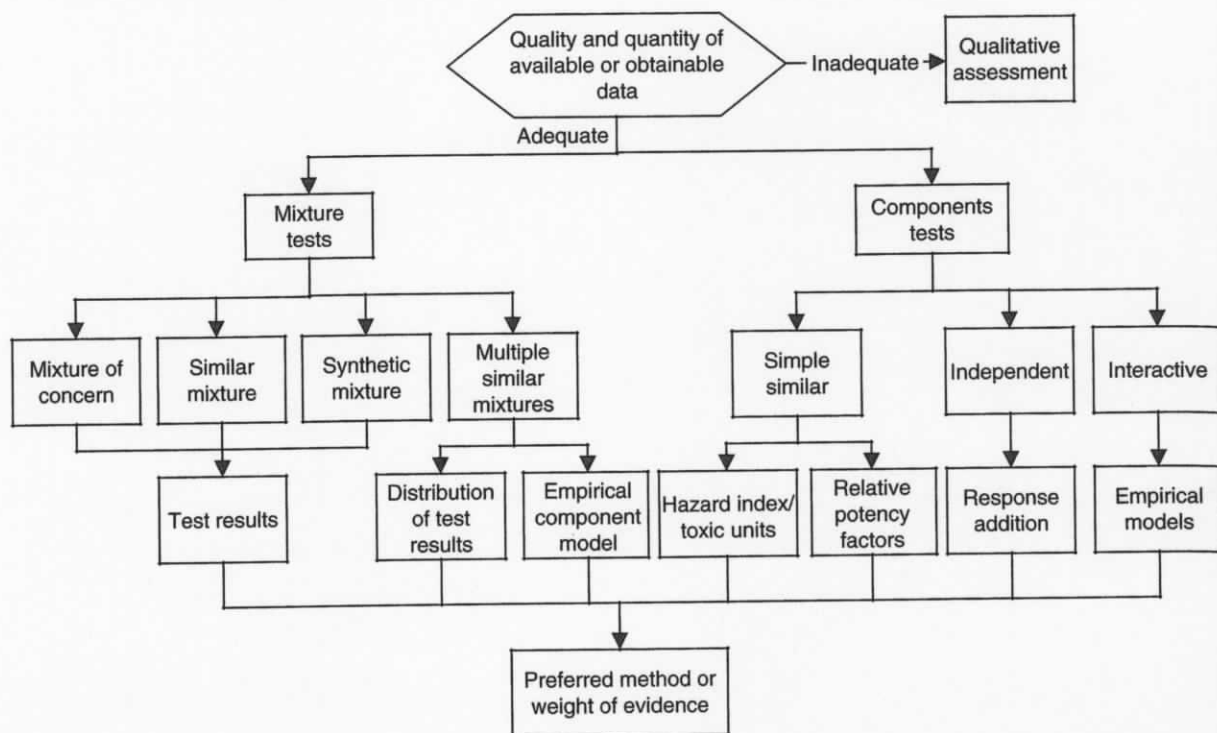 Quality and quantity of
available or obtainable
data
Inadequate
Qualitative
assessment
Adequate
Mixture
tests
Components
tests
Mixture of
concern
Similar
mixture
Synthetic
mixture
Multiple
similar
mixtures
Simple
similar
Independent
Interactive
Test results
Distribution
of test
results
Empirical
component
model
Hazard index/
toxic units
Relative
potency
factors
Response
addition
Empirical
models
Preferred method or
weight of evidence